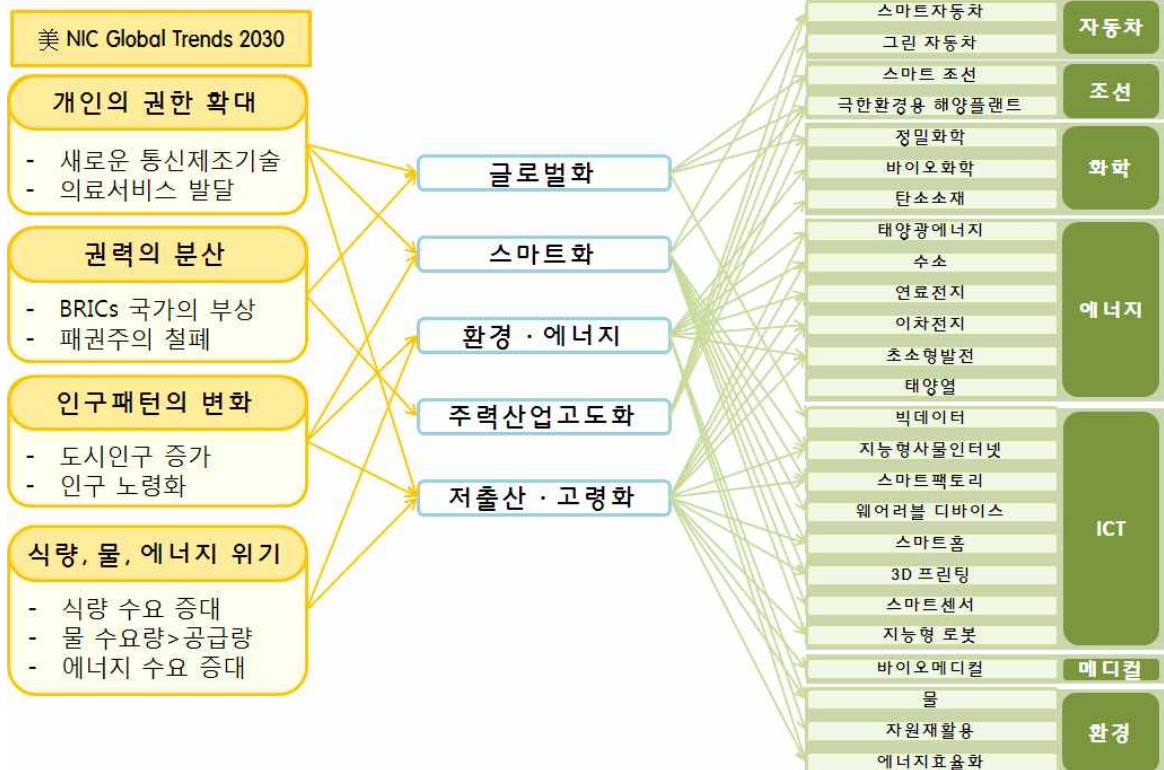 美 NIC Global Trends 2030
개인의 권한 확대
- 새로운 통신제조기술
- 의료서비스 발달
권력의 분산
- BRICs 국가의 부상
- 패권주의 철폐
인구패턴의 변화
- 도시인구 증가
- 인구 노령화
식량, 물, 에너지 위기
- 식량 수요 증대
- 물 수요량>공급량
- 에너지 수요 증대
글로벌화
스마트화
환경 · 에너지
주력산업고도화
저출산 · 고령화
스마트자동차
그린 자동차
자동차
스마트 조선
극한환경용 해양플랜트
조선
정밀화학
바이오화학
탄소소재
화학
태양광에너지
수소
연료전지
이차전지
초소형발전
태양열
에너지
빅데이터
지능형사물인터넷
스마트팩토리
웨어러블 디바이스
스마트홈
3D 프린팅
스마트센서
지능형 로봇
ICT
바이오메디컬
메디컬
물
자원재활용
에너지효율화
환경